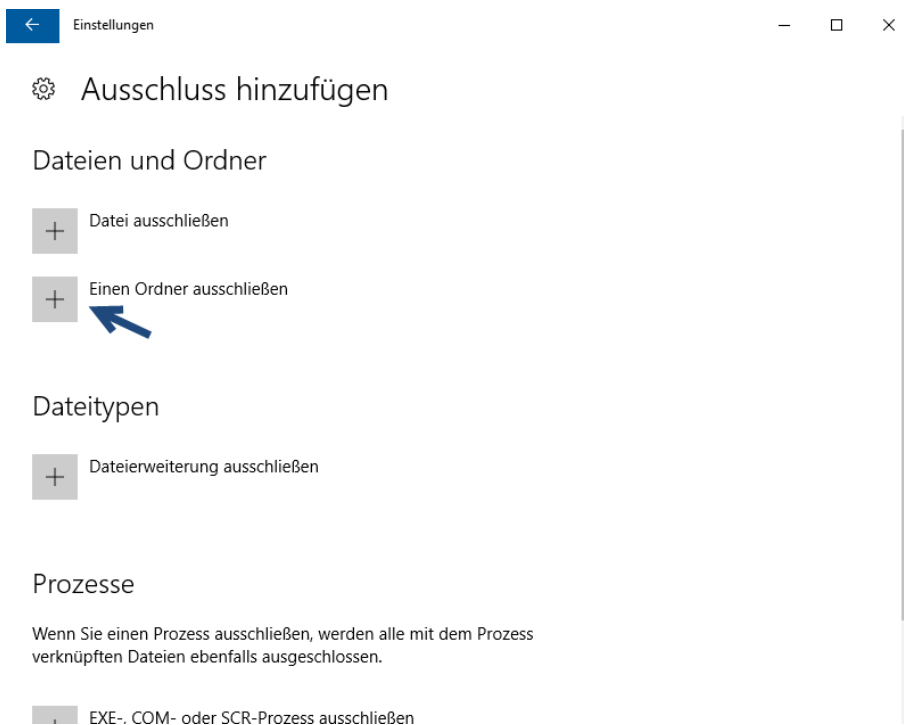 Einstellungen
Ausschluss hinzufügen
Dateien und Ordner
Datei ausschließen
Einen Ordner ausschließen
Dateitypen
Dateierweiterung ausschließen
Prozesse
Wenn Sie einen Prozess ausschließen, werden alle mit dem Prozess
verknüpften Dateien ebenfalls ausgeschlossen.
EXE-, COM- oder SCR-Prozess ausschließen